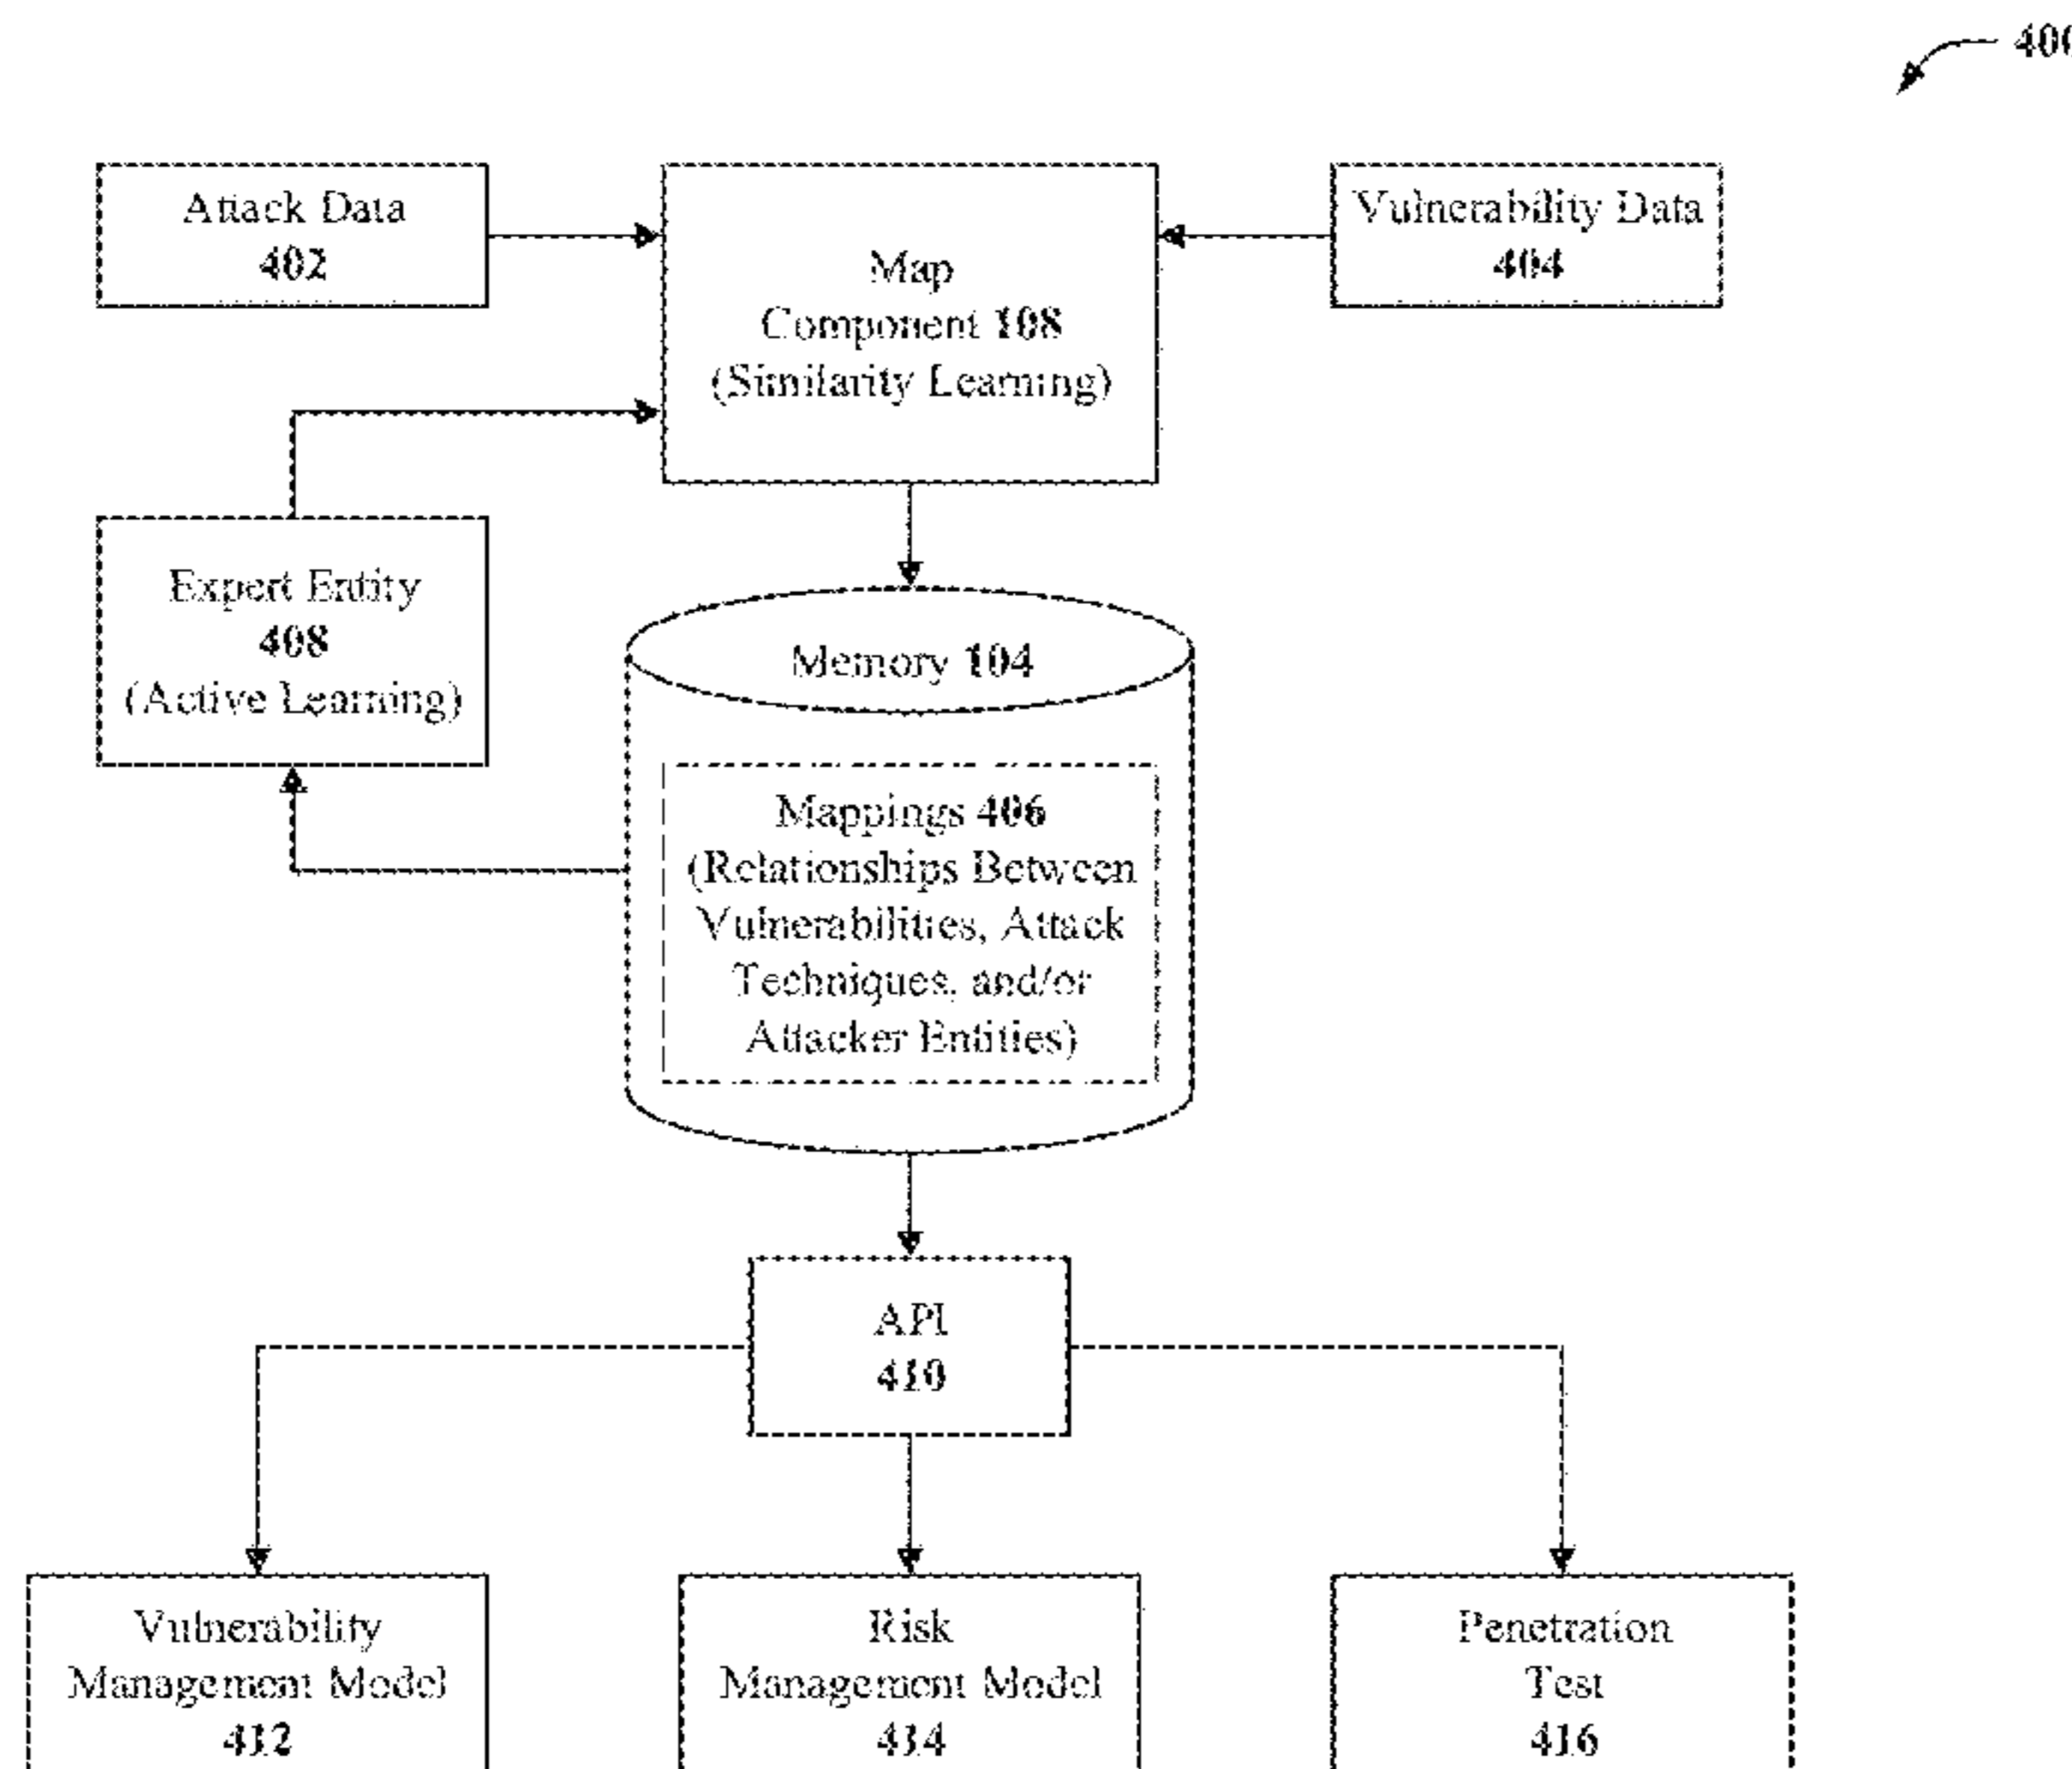 400
Attack Data
402
Map
Component 108
(Similarity Learning)
Vulnerability Data
404
Expert Entity
408
(Active Learning)
Memory 104
Mappings 406
(Relationships Between
Vulnerabilities, Attack
Techniques, and/or
Attacker Entities)
API
410
Vulnerability
Management Model
412
Risk
Management Model
414
Penetration
Test
416